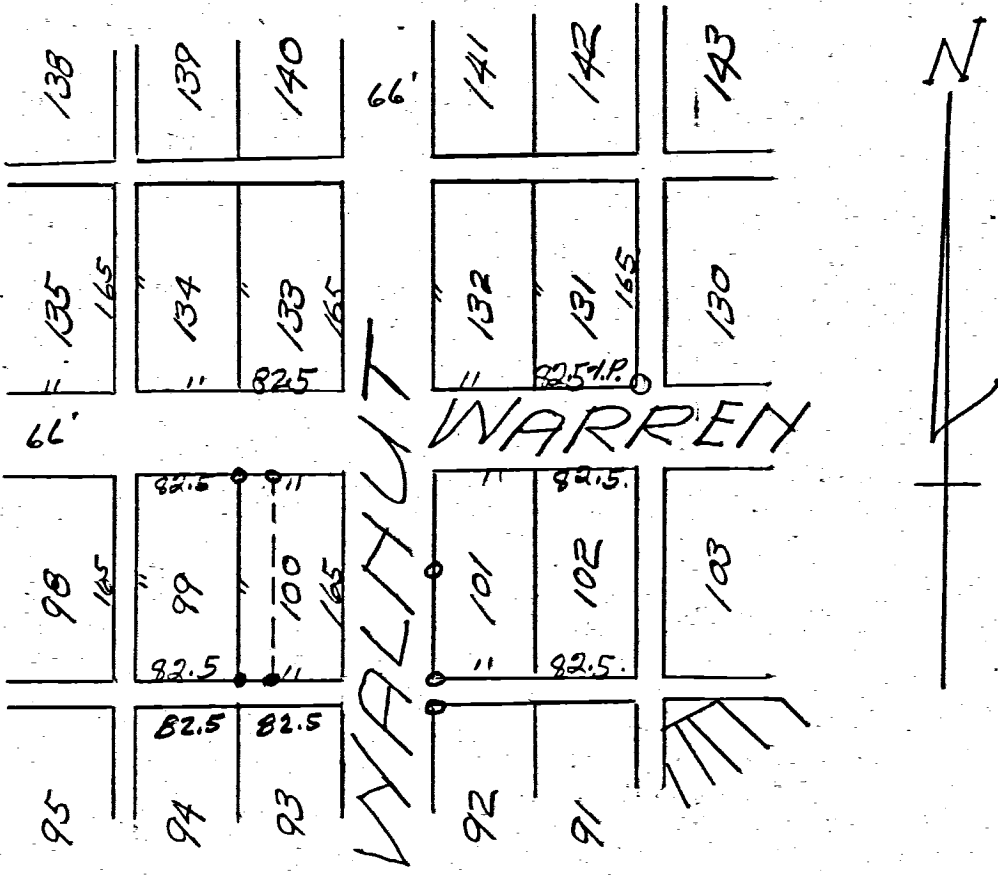 138 139 140 66' 141 142 143 N
135 165 " 134 " 133 165 " 132 " 131 165 130
" " 82.5 " 82.5 I.P.
66' WARREN
WALNUT
82.5 " " 82.5.
98 165 " 99 " 100 165 101 102 103
82.5 " " 82.5.
82.5 82.5
95 94 93 92 91